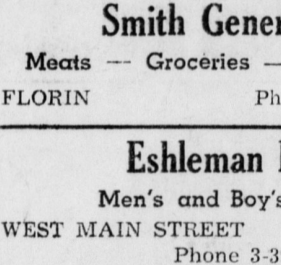 Smith Gener
Meats — Groceries —
FLORIN Ph
Eshleman
Men's and Boy's
WEST MAIN STREET
Phone 3-3